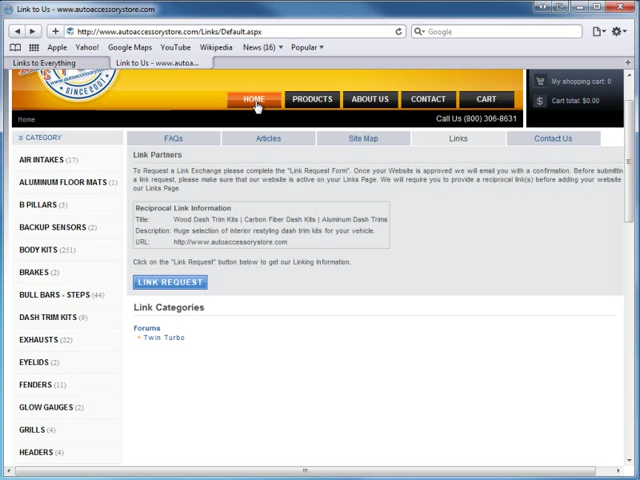 Link to Us - www.autoaccessorystore.com
http://www.autoaccessorystore.com/Links/Default.aspx
Google
Apple Yahoo! Google Maps YouTube Wikipedia News (16) Popular
Links to Everything
Link to Us - www.autoa...
SINCE 2001
HOME PRODUCTS ABOUT US CONTACT CART
My shopping cart: 0
Cart total: $0.00
Home
Call Us (800) 306-8631
CATEGORY
AIR INTAKES (17)
ALUMINUM FLOOR MATS (1)
B PILLARS (3)
BACKUP SENSORS (2)
BODY KITS (251)
BRAKES (2)
BULL BARS - STEPS (44)
DASH TRIM KITS (9)
EXHAUSTS (22)
EYELIDS (2)
FENDERS (11)
GLOW GAUGES (2)
GRILLS (4)
HEADERS (4)
FAQs Articles Site Map Links Contact Us
Link Partners
To Request a Link Exchange please complete the "Link Request Form". Once your Website is approved we will email you with a confirmation. Before submittin
a link request, please make sure that our website is active on your Links Page. We will require you to provide a reciprocal link(s) before adding your website
our Links Page.
Reciprocal Link Information
Title: Wood Dash Trim Kits | Carbon Fiber Dash Kits | Aluminum Dash Trims
Description: Huge selection of interior restyling dash trim kits for your vehicle.
URL: http://www.autoaccessorystore.com
Click on the "Link Request" button below to get our Linking Information.
LINK REQUEST
Link Categories
Forums
Twin Turbo